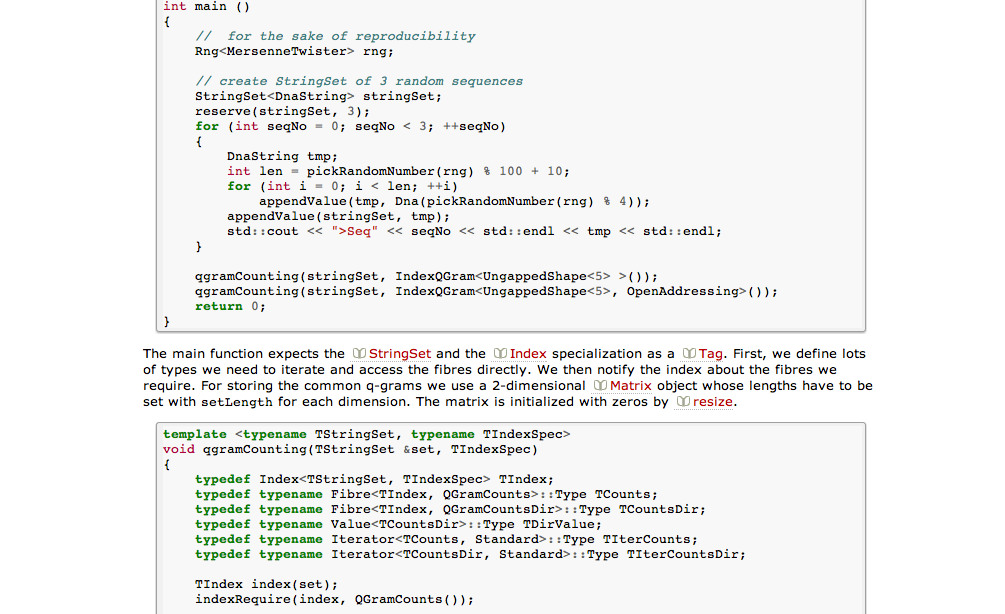 int main ()
{
    //  for the sake of reproducibility
    Rng<MersenneTwister> rng;

    // create StringSet of 3 random sequences
    StringSet<DnaString> stringSet;
    reserve(stringSet, 3);
    for (int seqNo = 0; seqNo < 3; ++seqNo)
    {
        DnaString tmp;
        int len = pickRandomNumber(rng) % 100 + 10;
        for (int i = 0; i < len; ++i)
            appendValue(tmp, Dna(pickRandomNumber(rng) % 4));
        appendValue(stringSet, tmp);
        std::cout << ">Seq" << seqNo << std::endl << tmp << std::endl;
    }

    qgramCounting(stringSet, IndexQGram<UngappedShape<5> >());
    qgramCounting(stringSet, IndexQGram<UngappedShape<5>, OpenAddressing>());
    return 0;
}
The main function expects the StringSet and the Index specialization as a Tag. First, we define lots
of types we need to iterate and access the fibres directly. We then notify the index about the fibres we
require. For storing the common q-grams we use a 2-dimensional Matrix object whose lengths have to be
set with setLength for each dimension. The matrix is initialized with zeros by resize.
template <typename TStringSet, typename TIndexSpec>
void qgramCounting(TStringSet &set, TIndexSpec)
{
    typedef Index<TStringSet, TIndexSpec> TIndex;
    typedef typename Fibre<TIndex, QGramCounts>::Type TCounts;
    typedef typename Fibre<TIndex, QGramCountsDir>::Type TCountsDir;
    typedef typename Value<TCountsDir>::Type TDirValue;
    typedef typename Iterator<TCounts, Standard>::Type TIterCounts;
    typedef typename Iterator<TCountsDir, Standard>::Type TIterCountsDir;

    TIndex index(set);
    indexRequire(index, QGramCounts());